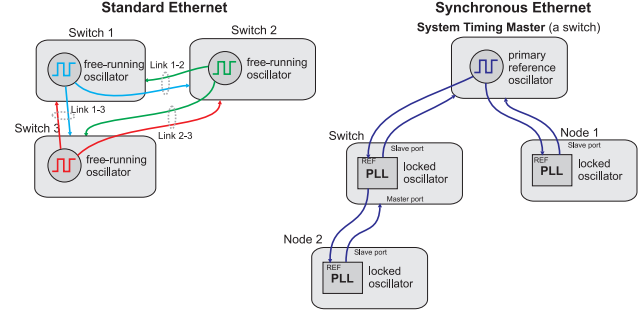 Standard Ethernet
Switch 1
free-running
oscillator
Link 1-2
Switch 2
free-running
oscillator
Link 1-3
Link 2-3
Switch 3
free-running
oscillator
Synchronous Ethernet
System Timing Master (a switch)
primary
reference
oscillator
Switch
Slave port
REF
PLL
locked
oscillator
Master port
Node 1
Slave port
REF
PLL
locked
oscillator
Node 2
Slave port
REF
PLL
locked
oscillator